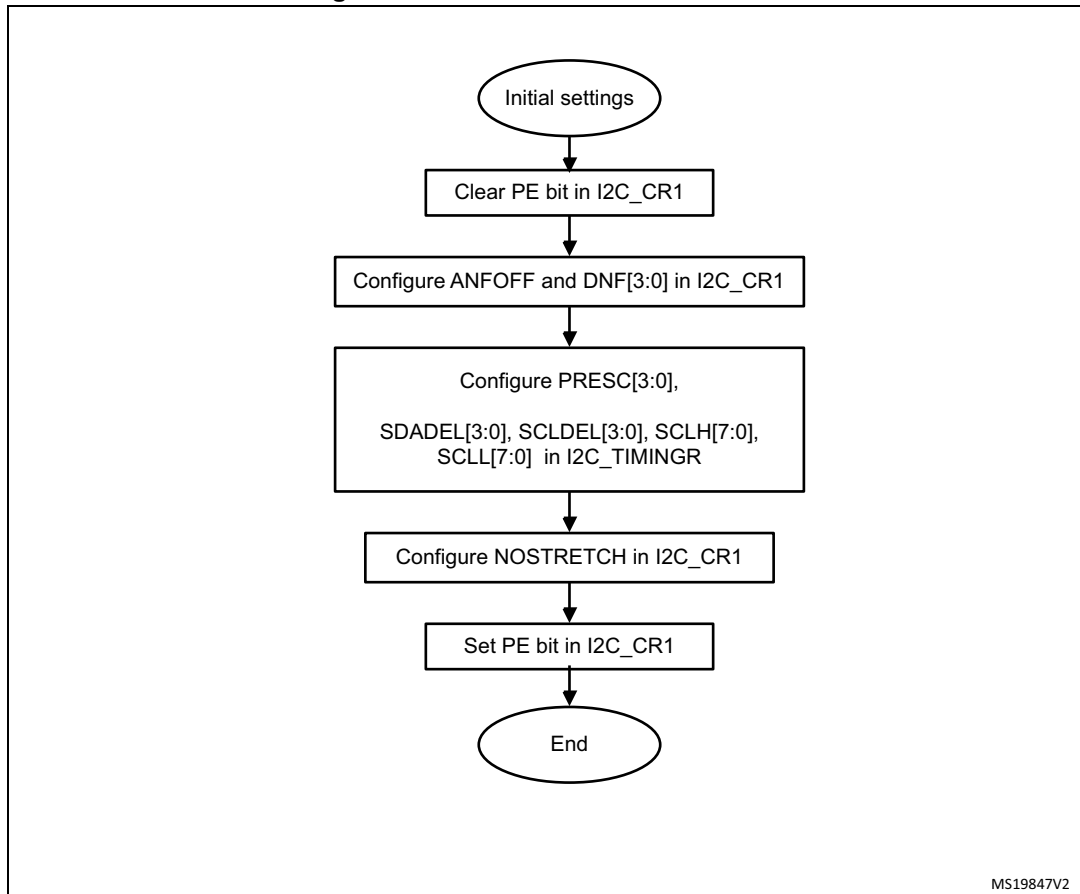 Initial settings
Clear PE bit in I2C_CR1
Configure ANFOFF and DNF[3:0] in I2C_CR1
Configure PRESC[3:0],
SDADEL[3:0], SCLDEL[3:0], SCLH[7:0],
SCLL[7:0] in I2C_TIMINGR
Configure NOSTRETCH in I2C_CR1
Set PE bit in I2C_CR1
End
MS19847V2